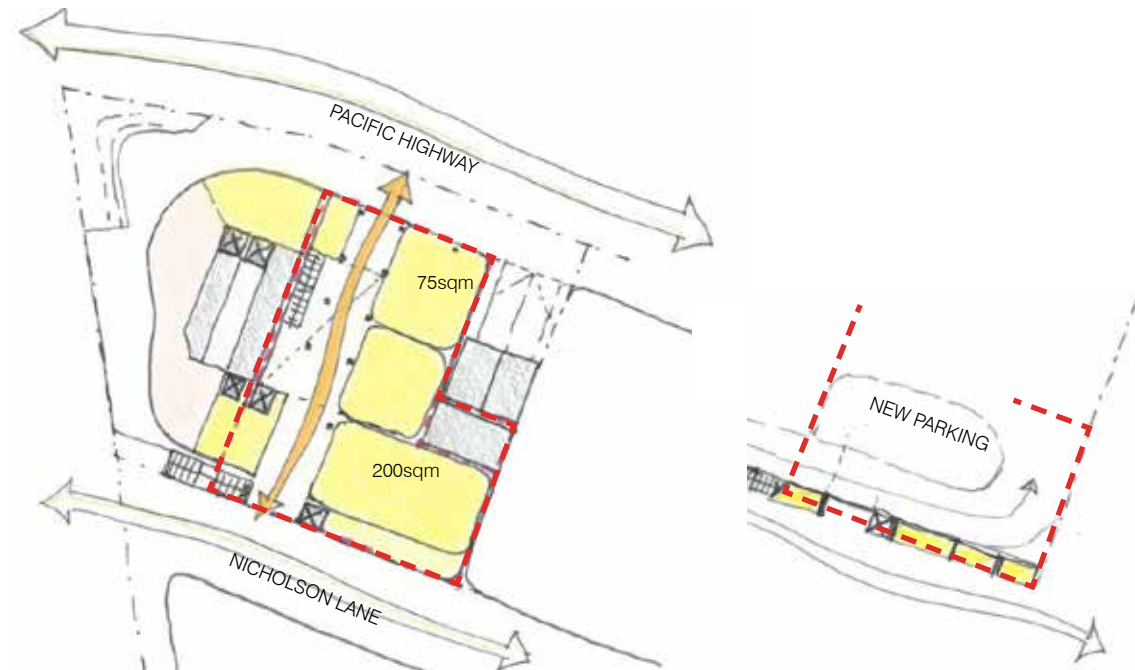 PACIFIC HIGHWAY
75sqm
NEW PARKING
200sqm
NICHOLSON LANE